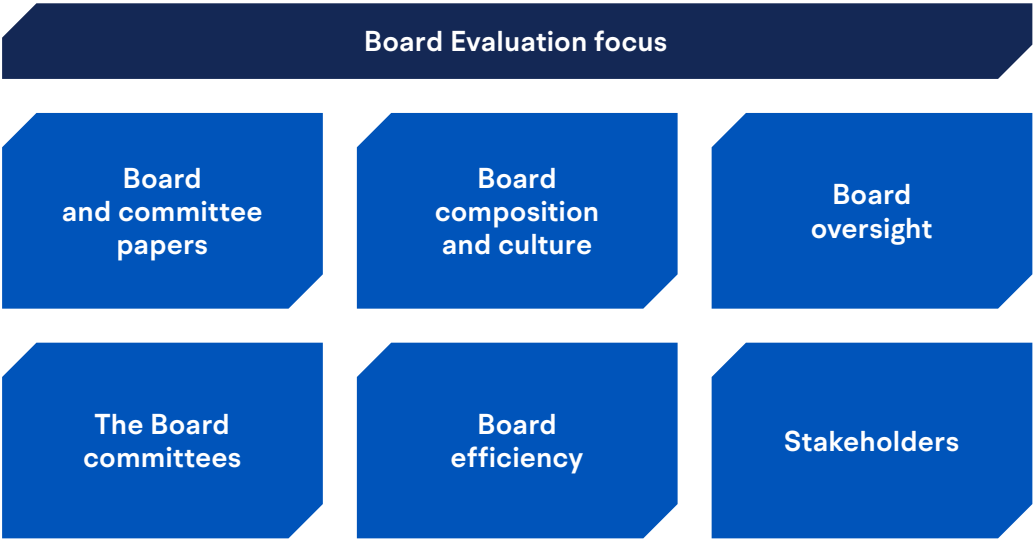 Board Evaluation focus
Board
and committee
papers
Board
composition
and culture
Board
oversight
The Board
committees
Board
efficiency
Stakeholders